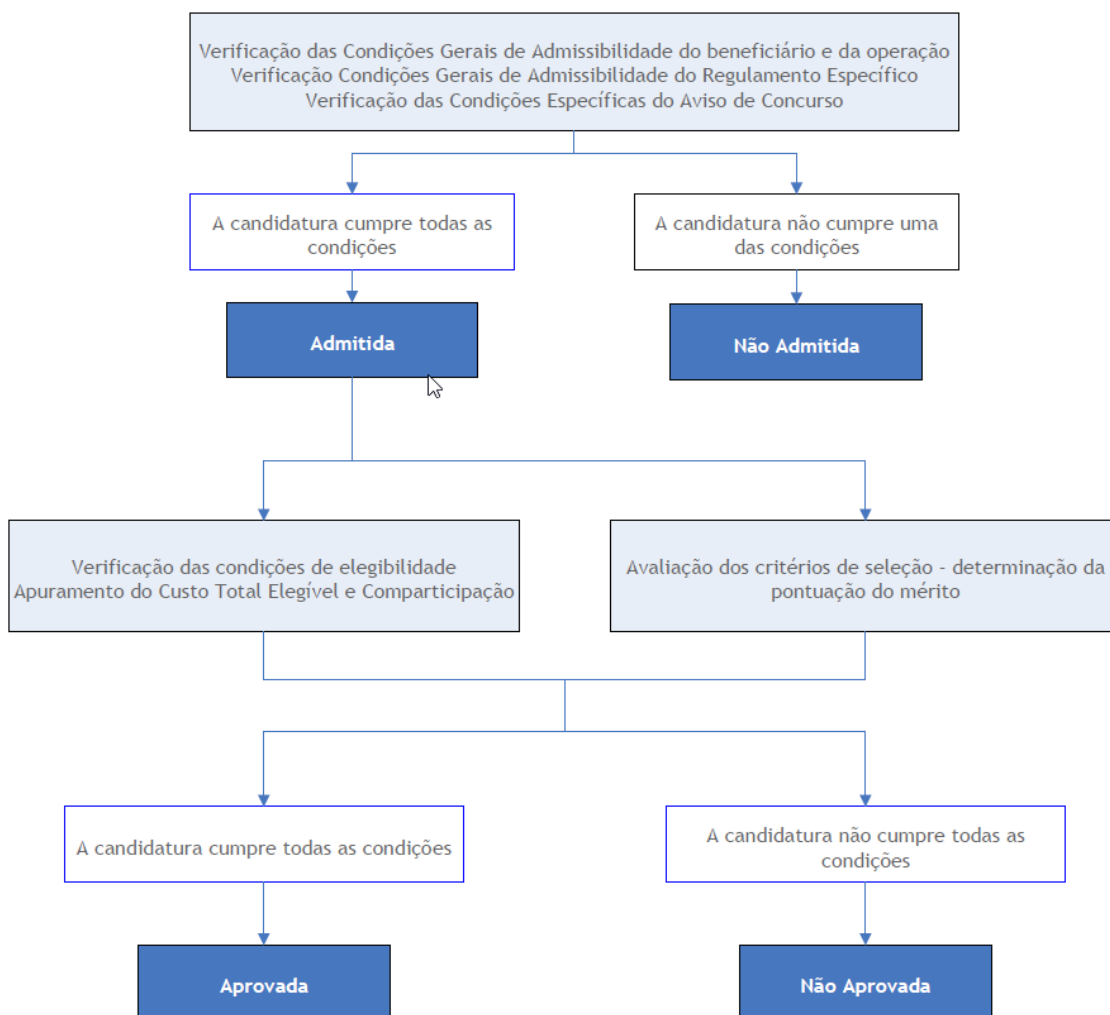 Verificação das Condições Gerais de Admissibilidade do beneficiário e da operação
Verificação Condições Gerais de Admissibilidade do Regulamento Específico
Verificação das Condições Específicas do Aviso de Concurso
A candidatura cumpre todas as
condições
A candidatura não cumpre uma
das condições
Admitida
Não Admitida
Verificação das condições de elegibilidade
Apuramento do Custo Total Elegível e Comparticipação
Avaliação dos critérios de seleção - determinação da
pontuação do mérito
A candidatura cumpre todas as condições
A candidatura não cumpre todas as
condições
Aprovada
Não Aprovada